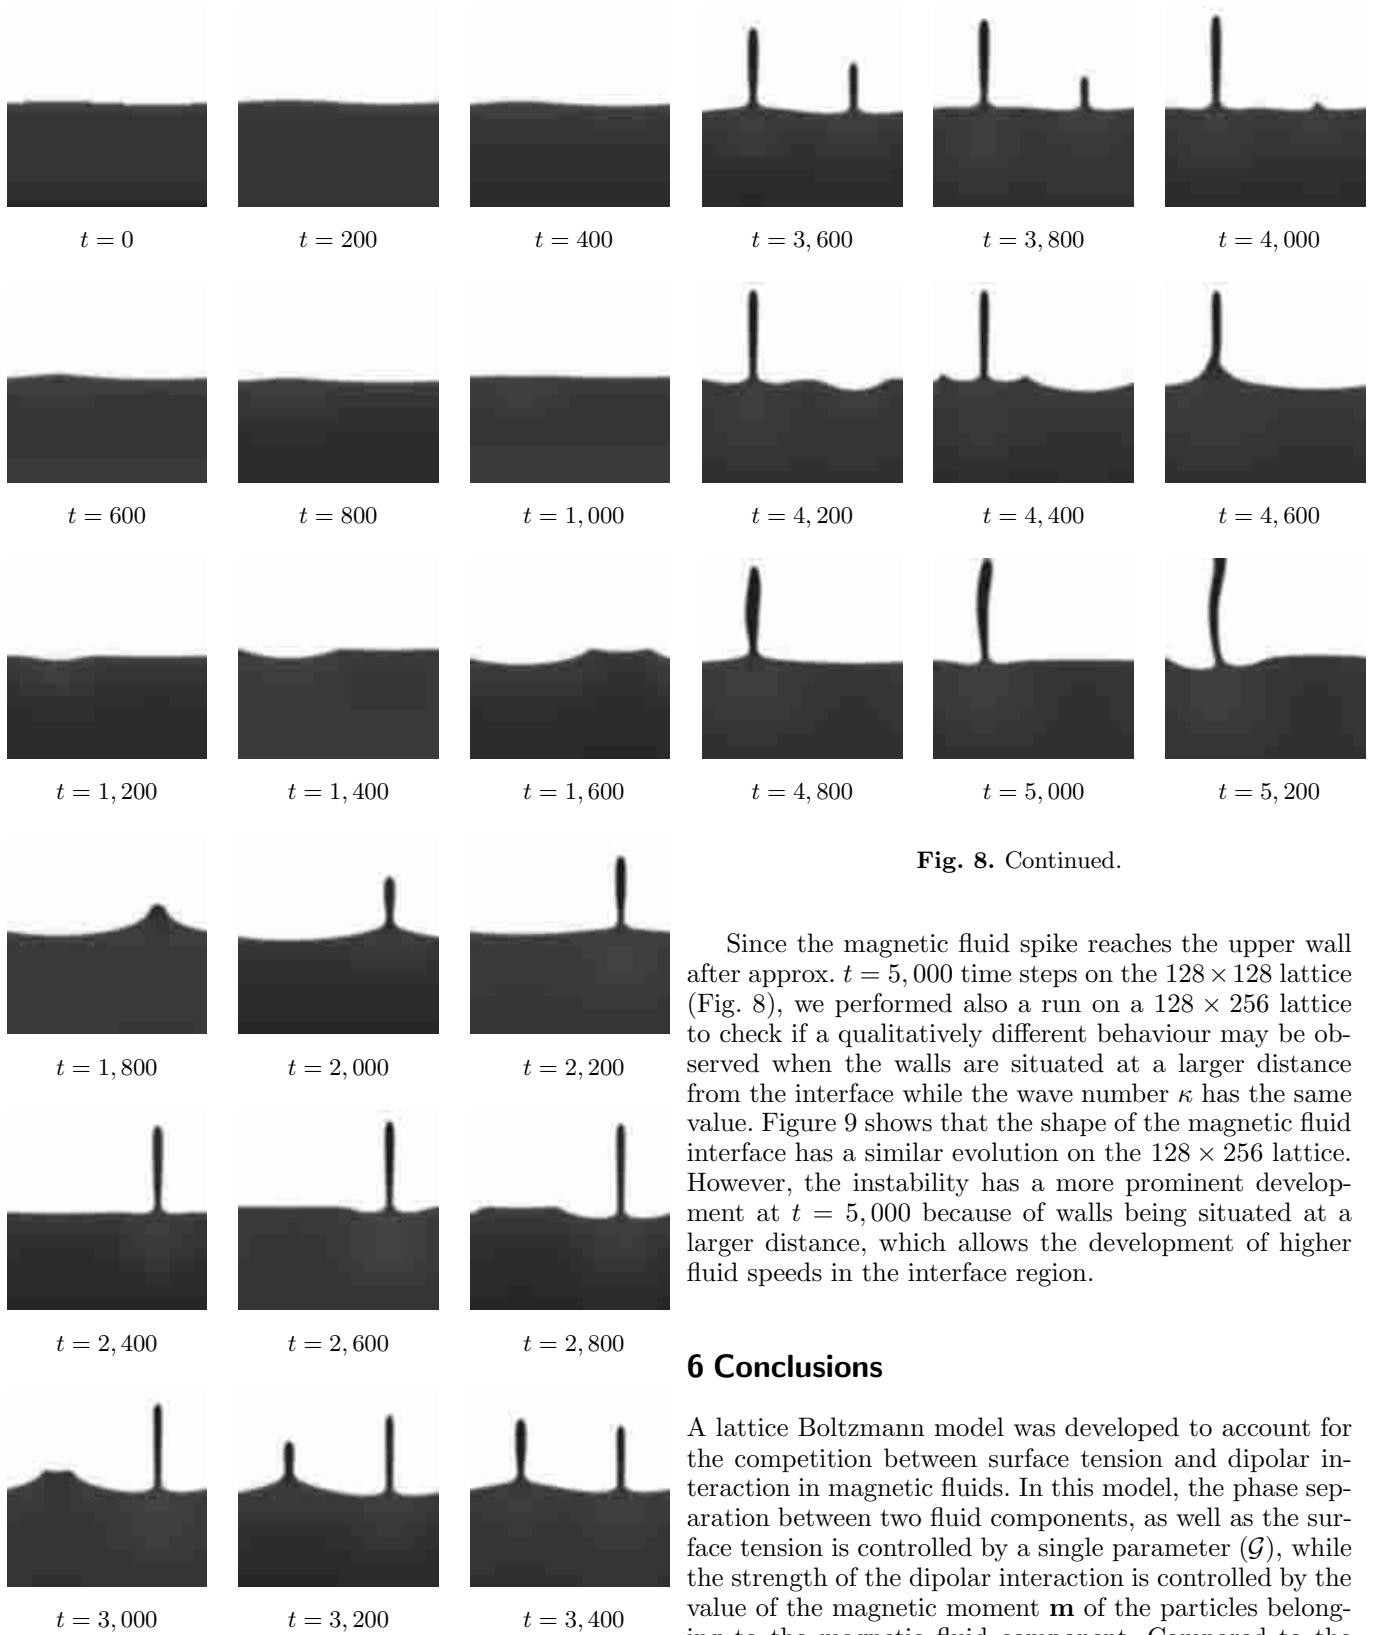 t = 0
t = 200
t = 400
t = 600
t = 800
t = 1, 000
t = 1, 200
t = 1, 400
t = 1, 600
t = 1, 800
t = 2, 000
t = 2, 200
t = 2, 400
t = 2, 600
t = 2, 800
t = 3, 000
t = 3, 200
t = 3, 400
t = 3, 600
t = 3, 800
t = 4, 000
t = 4, 200
t = 4, 400
t = 4, 600
t = 4, 800
t = 5, 000
t = 5, 200
Fig. 8. Continued.
Since the magnetic fluid spike reaches the upper wall
after approx. t = 5, 000 time steps on the 128 × 128 lattice
(Fig. 8), we performed also a run on a 128 × 256 lattice
to check if a qualitatively different behaviour may be ob-
served when the walls are situated at a larger distance
from the interface while the wave number κ has the same
value. Figure 9 shows that the shape of the magnetic fluid
interface has a similar evolution on the 128 × 256 lattice.
However, the instability has a more prominent develop-
ment at t = 5, 000 because of walls being situated at a
larger distance, which allows the development of higher
fluid speeds in the interface region.
6 Conclusions
A lattice Boltzmann model was developed to account for
the competition between surface tension and dipolar in-
teraction in magnetic fluids. In this model, the phase sep-
aration between two fluid components, as well as the sur-
face tension is controlled by a single parameter (𝒢), while
the strength of the dipolar interaction is controlled by the
value of the magnetic moment m of the particles belong-
ing to the magnetic fluid component. Compared to the